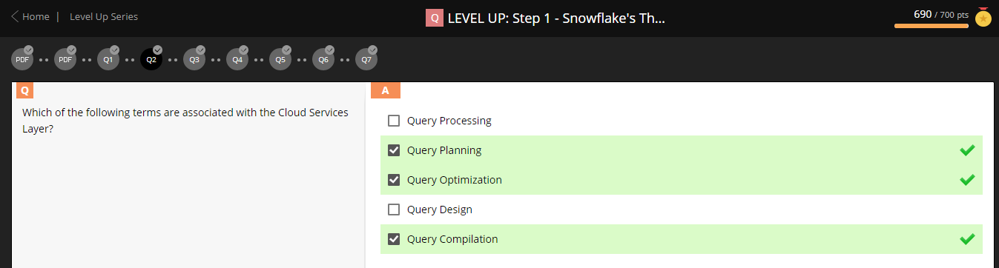 Home | Level Up Series
Q LEVEL UP: Step 1 - Snowflake's Th...
690 / 700 pts
PDF PDF Q1 Q2 Q3 Q4 Q5 Q6 Q7
Q
Which of the following terms are associated with the Cloud Services
Layer?
A
Query Processing
Query Planning
Query Optimization
Query Design
Query Compilation